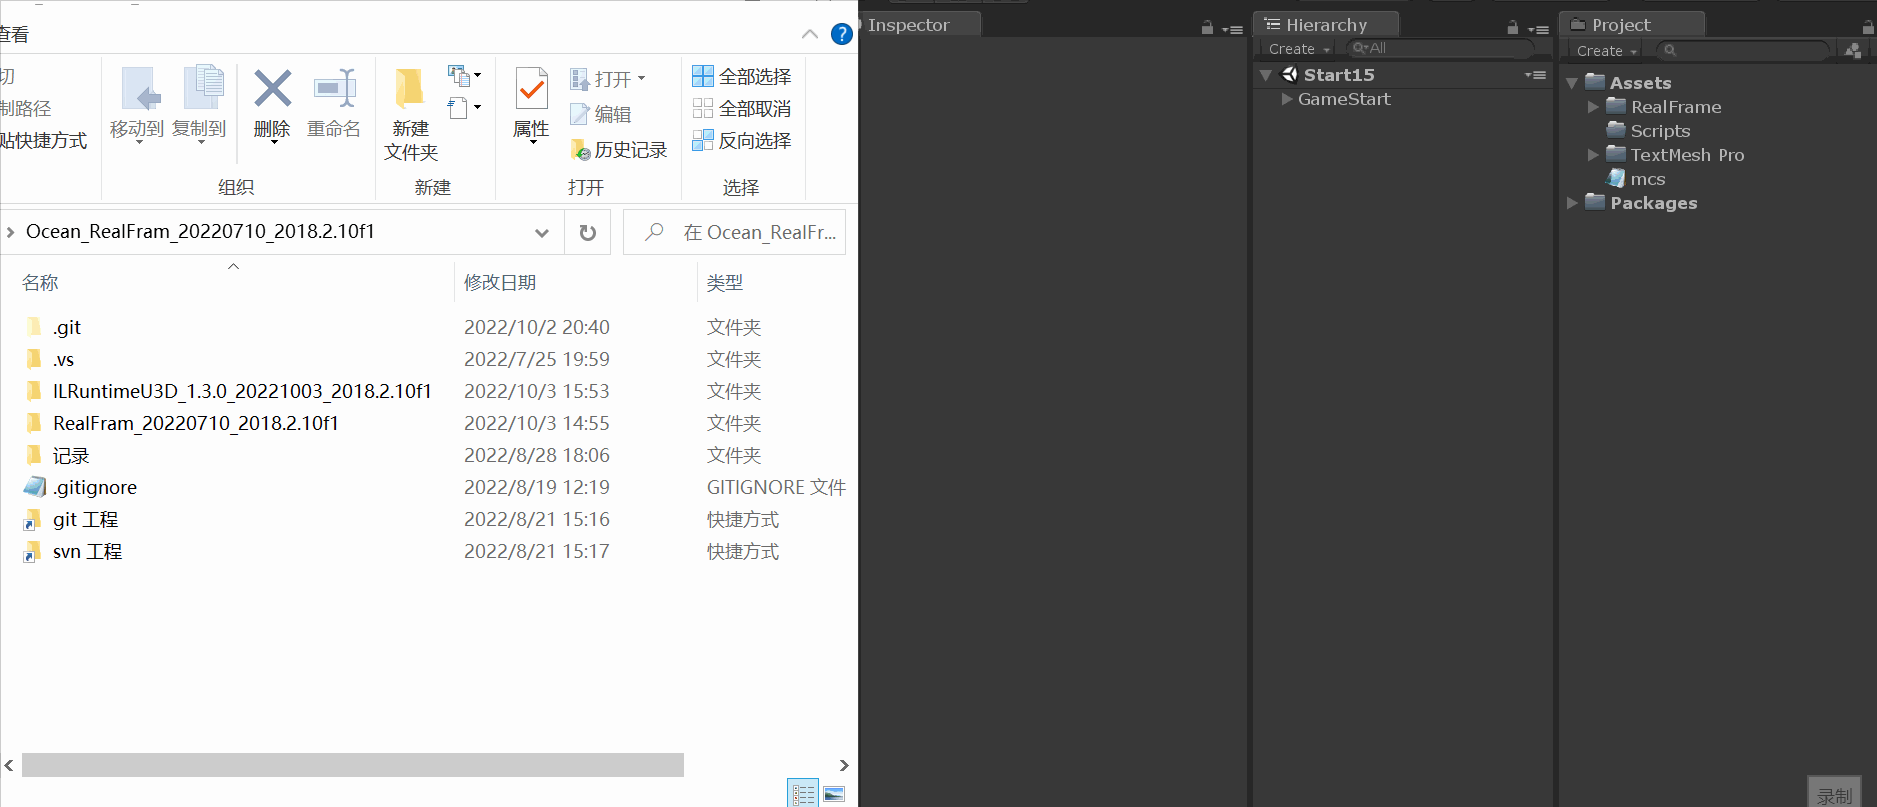 查看
移动到
复制到
删除
重命名
新建
文件夹
属性
打开
编辑
历史记录
全部选择
全部取消
反向选择
切
制路径
贴快捷方式
组织
新建
打开
选择
Ocean_RealFram_20220710_2018.2.10f1
在 Ocean_RealFr...
名称 修改日期 类型
.git 2022/10/2 20:40 文件夹
.vs 2022/7/25 19:59 文件夹
ILRuntimeU3D_1.3.0_20221003_2018.2.10f1 2022/10/3 15:53 文件夹
RealFram_20220710_2018.2.10f1 2022/10/3 14:55 文件夹
记录 2022/8/28 18:06 文件夹
.gitignore 2022/8/19 12:19 GITIGNORE 文件
git 工程 2022/8/21 15:16 快捷方式
svn 工程 2022/8/21 15:17 快捷方式
Inspector
Hierarchy
Create All
Start15
GameStart
Project
Create
Assets
RealFrame
Scripts
TextMesh Pro
mcs
Packages
录制